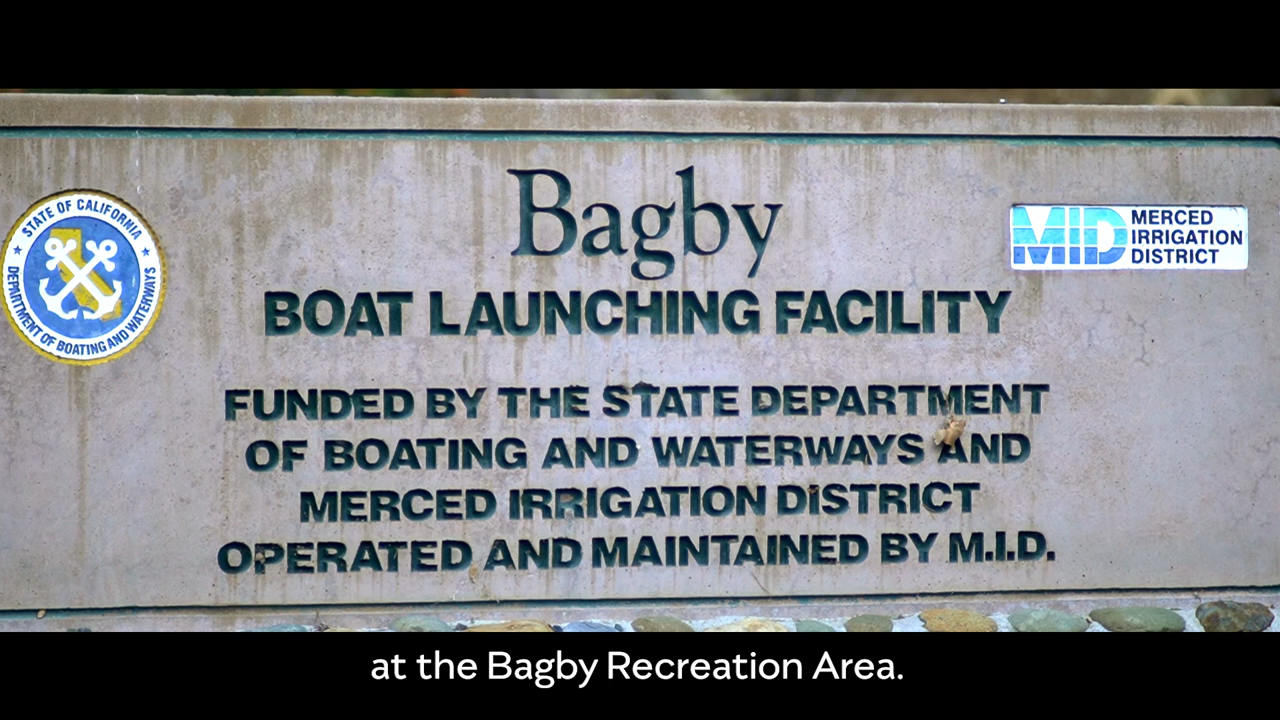 Bagby
STATE OF CALIFORNIA
DEPARTMENT OF BOATING AND WATERWAYS
MID
MERCED
IRRIGATION
DISTRICT
BOAT LAUNCHING FACILITY
FUNDED BY THE STATE DEPARTMENT
OF BOATING AND WATERWAYS AND
MERCED IRRIGATION DISTRICT
OPERATED AND MAINTAINED BY M.I.D.
at the Bagby Recreation Area.